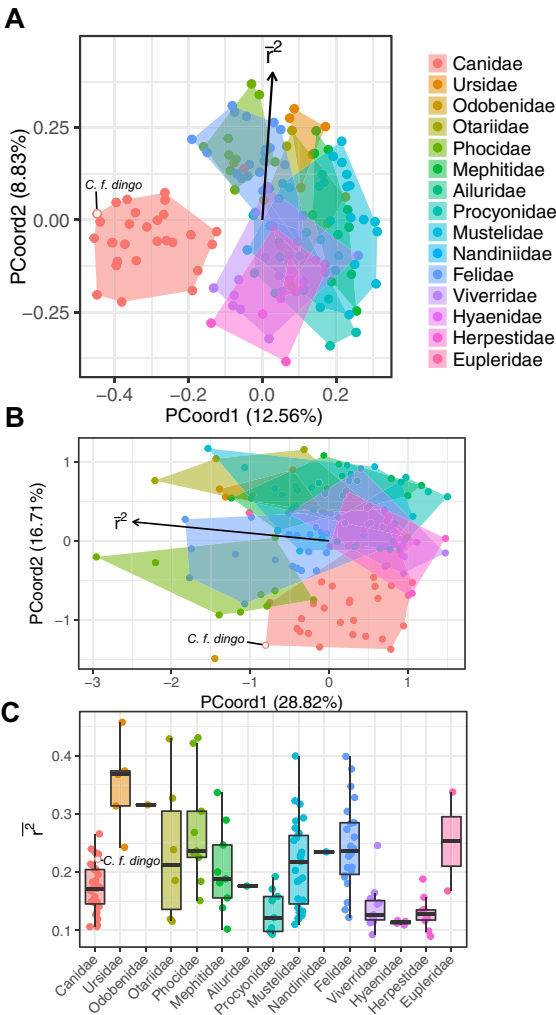 A
r̄²
C. f. dingo
0.25
0.00
−0.25
PCoord2 (8.83%)
−0.4
−0.2
0.0
0.2
PCoord1 (12.56%)
Canidae
Ursidae
Odobenidae
Otariidae
Phocidae
Mephitidae
Ailuridae
Procyonidae
Mustelidae
Nandiniidae
Felidae
Viverridae
Hyaenidae
Herpestidae
Eupleridae
B
r̄²
C. f. dingo
1
0
−1
PCoord2 (16.71%)
−3
−2
−1
0
1
PCoord1 (28.82%)
C
0.4
0.3
0.2
0.1
r̄²
C. f. dingo
Canidae
Ursidae
Odobenidae
Otariidae
Phocidae
Mephitidae
Ailuridae
Procyonidae
Mustelidae
Nandiniidae
Felidae
Viverridae
Hyaenidae
Herpestidae
Eupleridae